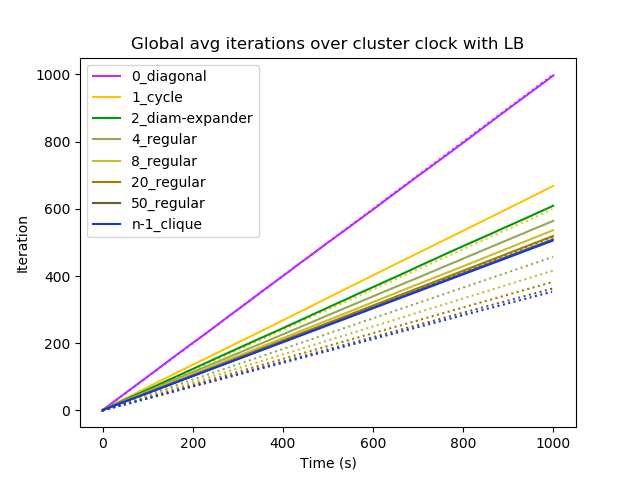 Global avg iterations over cluster clock with LB
1000
800
600
400
200
0
Iteration
0_diagonal
1_cycle
2_diam-expander
4_regular
8_regular
20_regular
50_regular
n-1_clique
0
200
400
600
800
1000
Time (s)